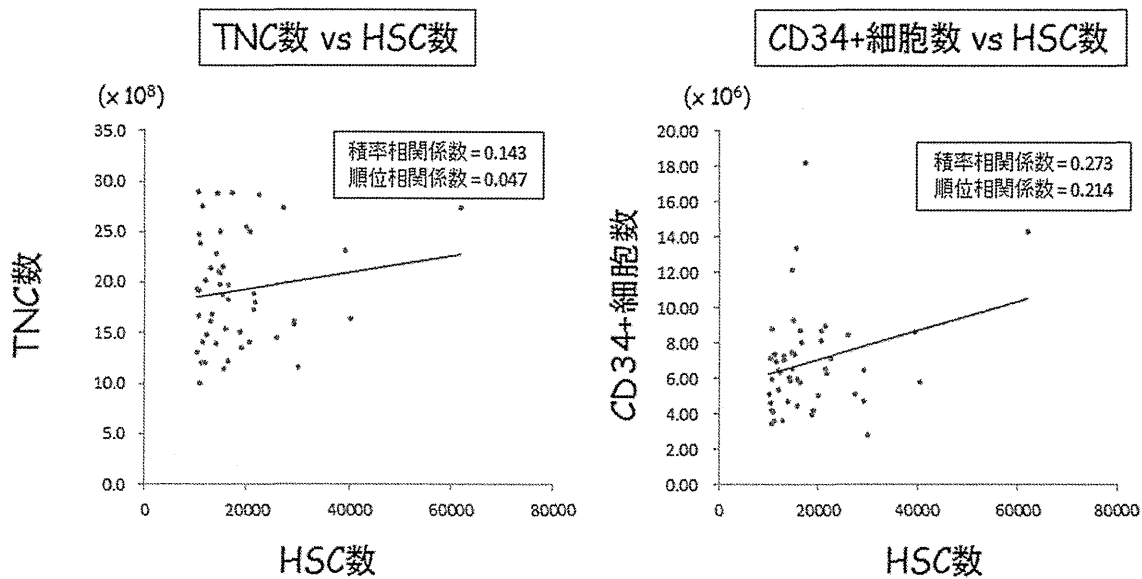 TNC数 vs HSC数
(x 10⁸)
35.0
30.0
25.0
20.0
15.0
10.0
5.0
0.0
積率相関係数=0.143
順位相関係数=0.047
TNC数
0 20000 40000 60000 80000
HSC数
CD34+細胞数 vs HSC数
(x 10⁶)
20.00
18.00
16.00
14.00
12.00
10.00
8.00
6.00
4.00
2.00
0.00
積率相関係数=0.273
順位相関係数=0.214
CD34+細胞数
0 20000 40000 60000 80000
HSC数